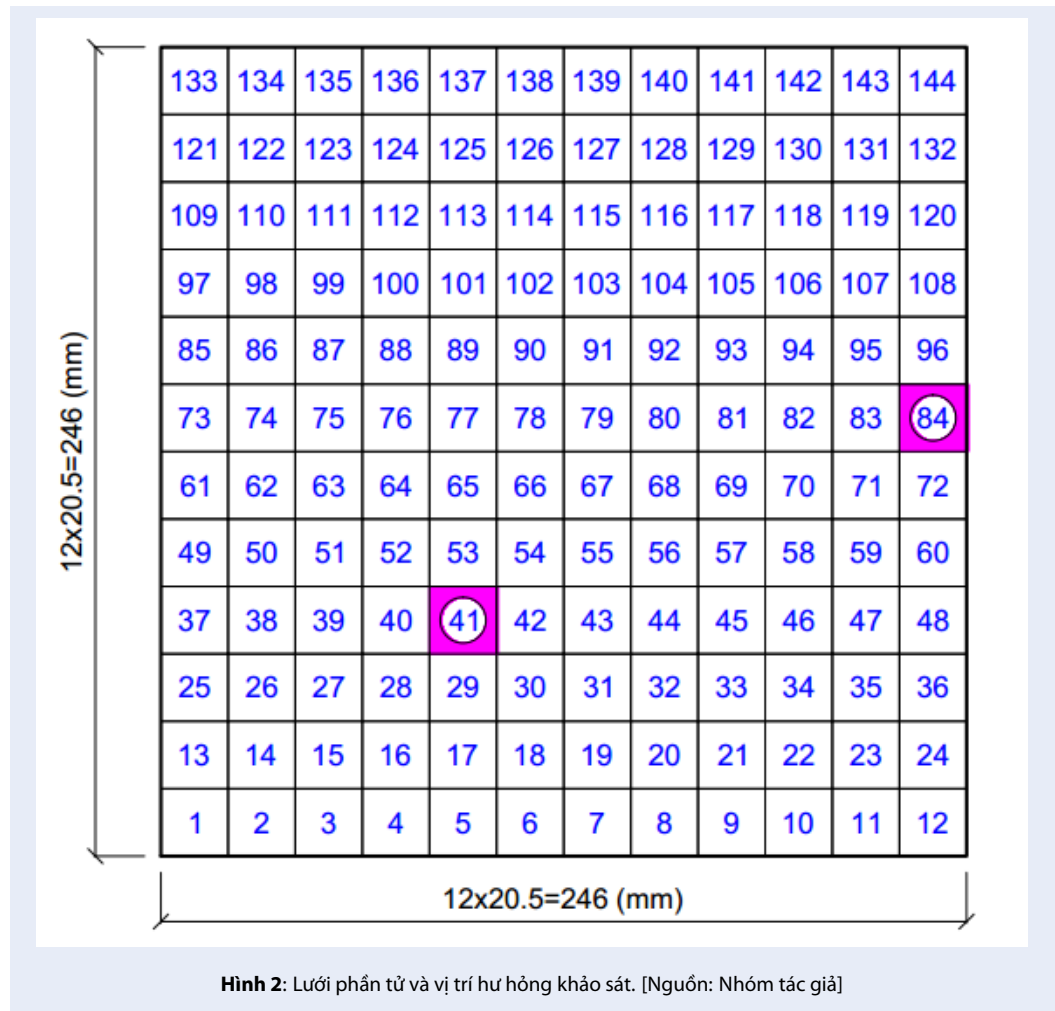 133 134 135 136 137 138 139 140 141 142 143 144
121 122 123 124 125 126 127 128 129 130 131 132
109 110 111 112 113 114 115 116 117 118 119 120
97 98 99 100 101 102 103 104 105 106 107 108
85 86 87 88 89 90 91 92 93 94 95 96
73 74 75 76 77 78 79 80 81 82 83 84
61 62 63 64 65 66 67 68 69 70 71 72
49 50 51 52 53 54 55 56 57 58 59 60
37 38 39 40 41 42 43 44 45 46 47 48
25 26 27 28 29 30 31 32 33 34 35 36
13 14 15 16 17 18 19 20 21 22 23 24
1 2 3 4 5 6 7 8 9 10 11 12
12x20.5=246 (mm)
12x20.5=246 (mm)
Hình 2: Lưới phần tử và vị trí hư hỏng khảo sát. [Nguồn: Nhóm tác giả]